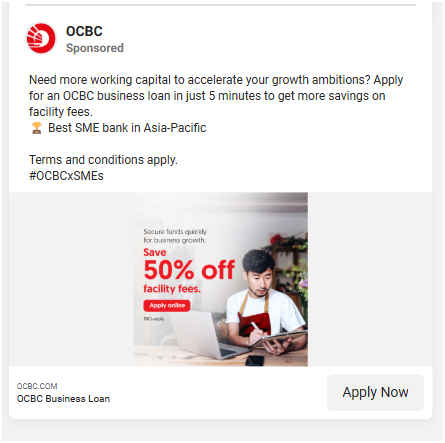 OCBC
Sponsored
Need more working capital to accelerate your growth ambitions? Apply
for an OCBC business loan in just 5 minutes to get more savings on
facility fees.
🏆 Best SME bank in Asia-Pacific
Terms and conditions apply.
#OCBCxSMEs
Secure funds quickly
for business growth.
Save
50% off
facility fees.
Apply online
T&Cs apply.
OCBC.COM
OCBC Business Loan
Apply Now